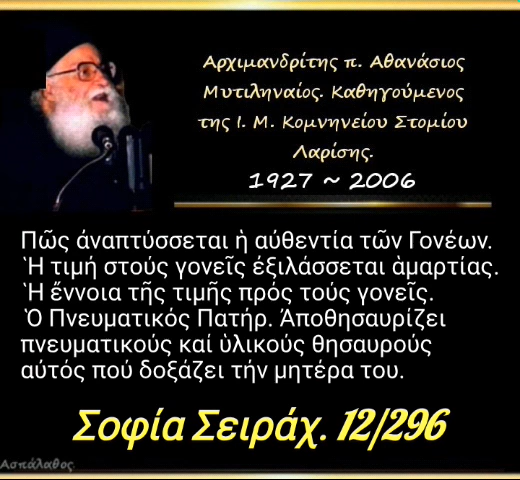 Αρχιμανδρίτης π. Αθανάσιος
Μυτιληναίος. Καθηγούμενος
της Ι. Μ. Κομνηνείου Στομίου
Λαρίσης.
1927 ~ 2006
Πῶς ἀναπτύσσεται ἡ αὐθεντία τῶν Γονέων.
Ἡ τιμή στούς γονεῖς ἐξιλάσσεται ἁμαρτίας.
Ἡ ἔννοια τῆς τιμῆς πρός τούς γονεῖς.
Ὁ Πνευματικός Πατήρ. Ἀποθησαυρίζει
πνευματικούς καί ὑλικούς θησαυρούς
αὐτός πού δοξάζει τήν μητέρα του.
Σοφία Σειράχ. 12/296
Ασπάλαθος.